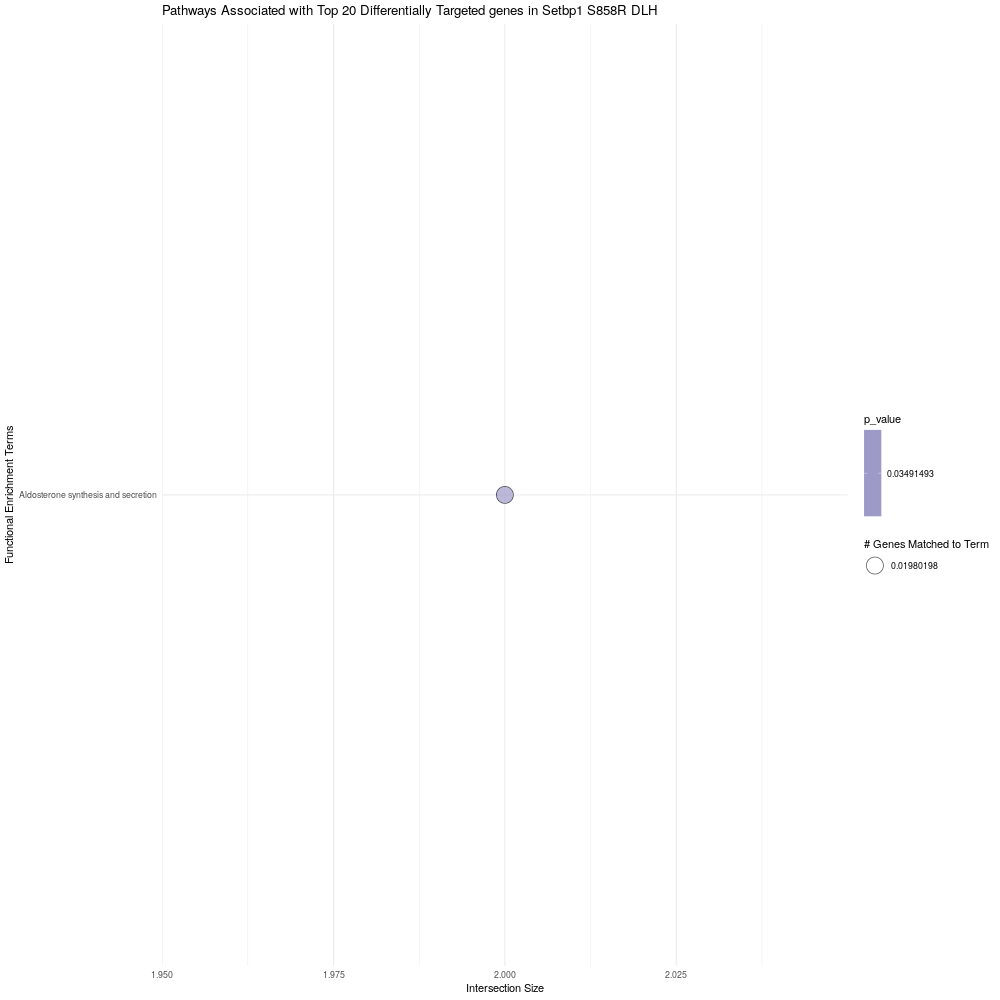 Pathways Associated with Top 20 Differentially Targeted genes in Setbp1 S858R DLH
Functional Enrichment Terms
Aldosterone synthesis and secretion
p_value
0.03491493
# Genes Matched to Term
0.01980198
1.950 1.975 2.000 2.025
Intersection Size